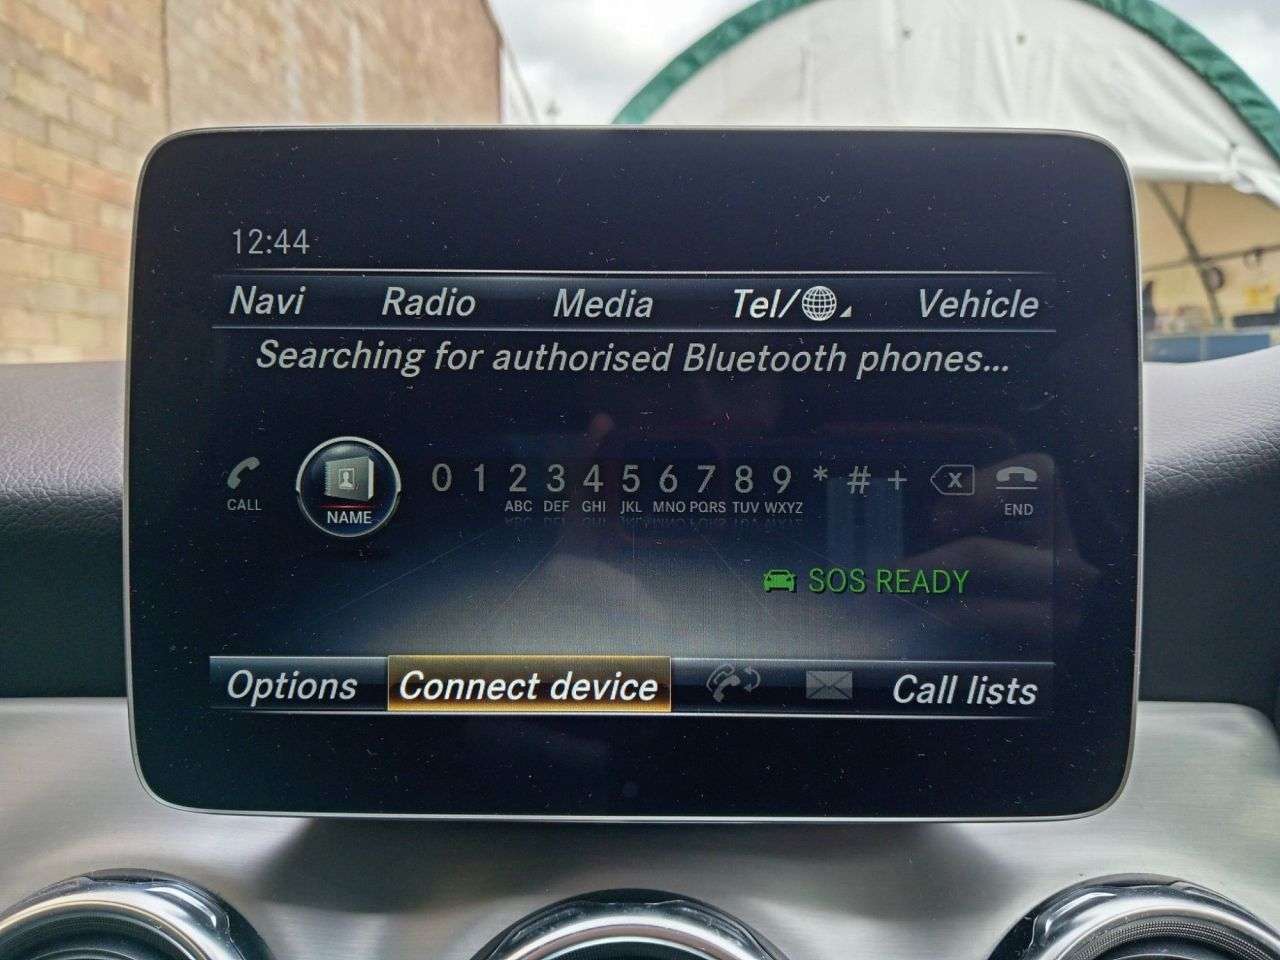 12:44
Navi Radio Media Tel/ Vehicle
Searching for authorised Bluetooth phones...
0 1 2 3 4 5 6 7 8 9 * # +
CALL NAME ABC DEF GHI JKL MNO PQRS TUV WXYZ END
SOS READY
Options Connect device Call lists